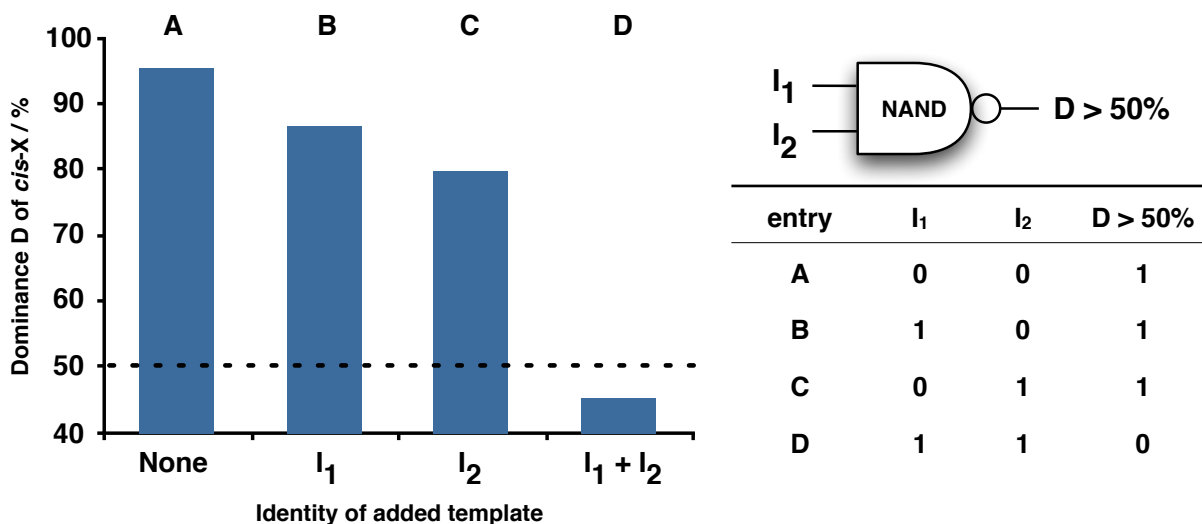 A B C D
100
90
80
70
60
50
40
Dominance D of cis-X / %
None I1 I2 I1 + I2
Identity of added template
I1
I2
NAND
D > 50%
entry I1 I2 D > 50%
A 0 0 1
B 1 0 1
C 0 1 1
D 1 1 0